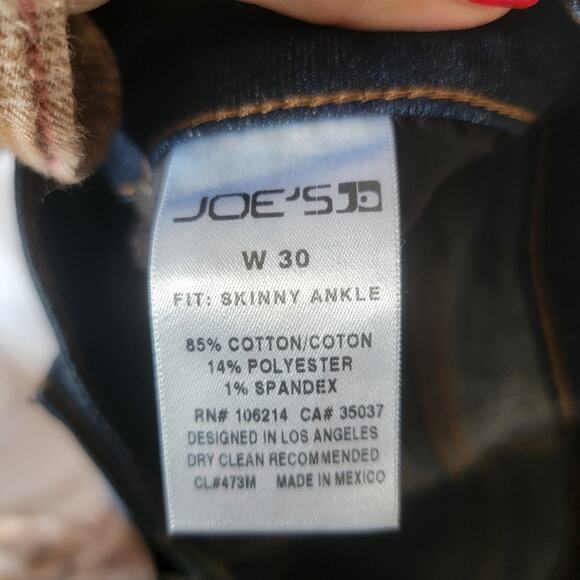 JOE'S
W 30
FIT: SKINNY ANKLE
85% COTTON/COTON
14% POLYESTER
1% SPANDEX
RN# 106214 CA# 35037
DESIGNED IN LOS ANGELES
DRY CLEAN RECOMMENDED
CL#473M MADE IN MEXICO